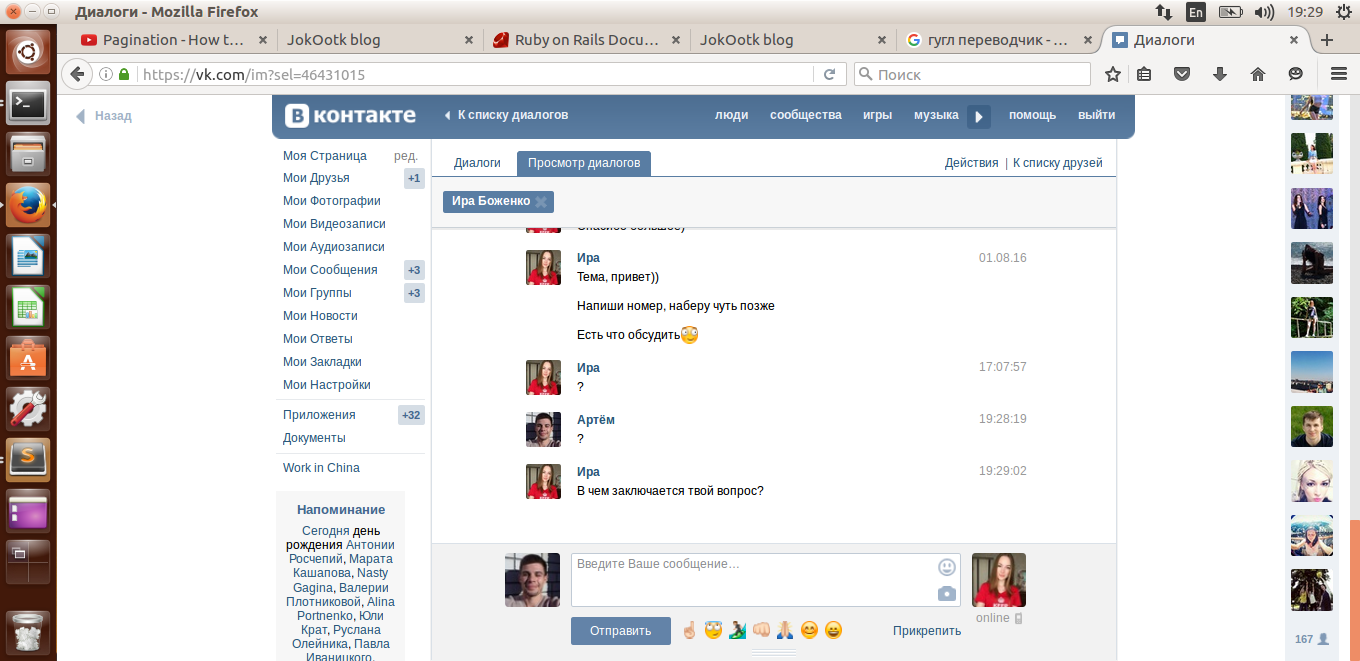 Диалоги - Mozilla Firefox
En
19:29
Pagination - How t...
JokOotk blog
Ruby on Rails Docu...
JokOotk blog
гугл переводчик - ...
Диалоги
https://vk.com/im?sel=46431015
Поиск
Назад
В контакте
К списку диалогов
люди
сообщества
игры
музыка
помощь
выйти
Моя Страница
ред.
Мои Друзья
+1
Мои Фотографии
Мои Видеозаписи
Мои Аудиозаписи
Мои Сообщения
+3
Мои Группы
+3
Мои Новости
Мои Ответы
Мои Закладки
Мои Настройки
Приложения
+32
Документы
Work in China
Напоминание
Сегодня день
рождения Антонии
Росчепий, Марата
Кашапова, Nasty
Gagina, Валерии
Плотниковой, Alina
Portnenko, Юли
Крат, Руслана
Олейника, Павла
Иваницкого,
Диалоги
Просмотр диалогов
Действия | К списку друзей
Ира Боженко
Спасибо большое)
Ира
01.08.16
Тема, привет))
Напиши номер, наберу чуть позже
Есть что обсудить
Ира
17:07:57
?
Артём
19:28:19
?
Ира
19:29:02
В чем заключается твой вопрос?
Введите Ваше сообщение…
online
Отправить
Прикрепить
167